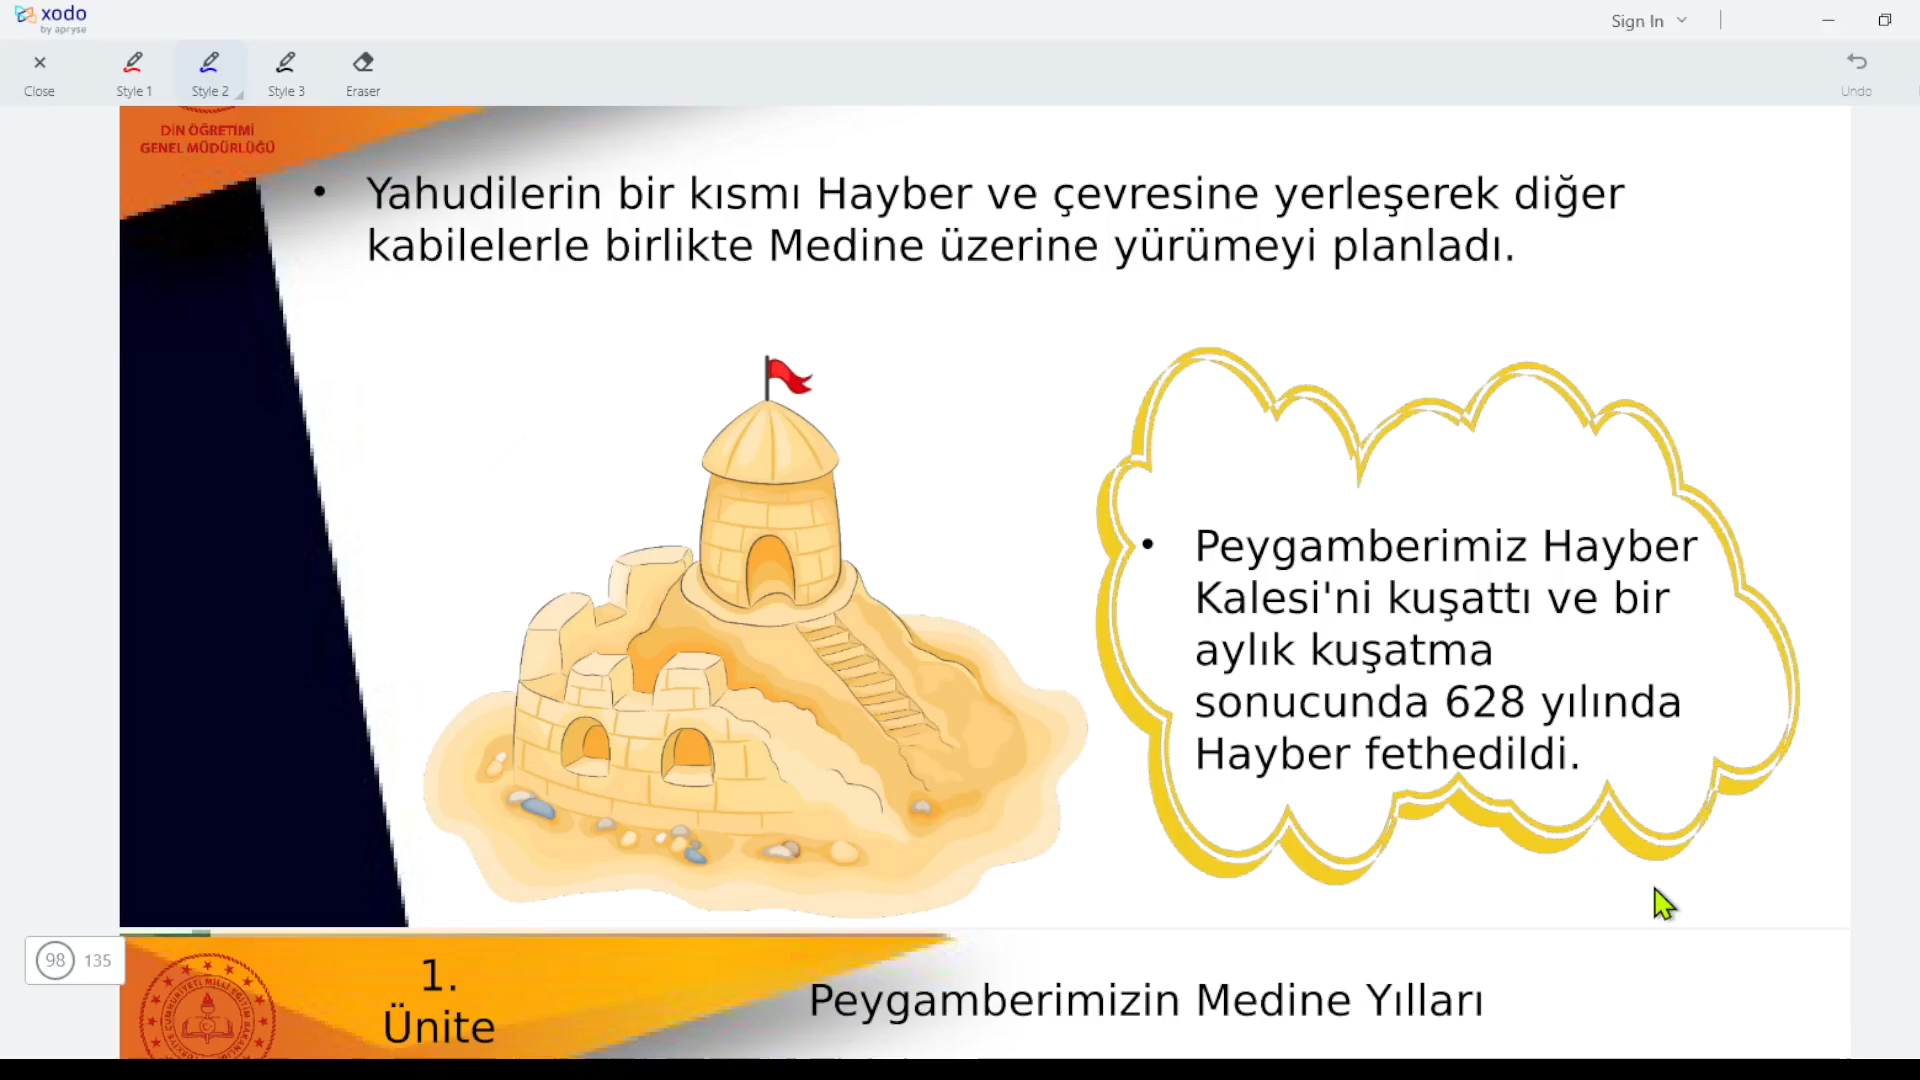 xodo
by apryse
Sign In
Close
Style 1
Style 2
Style 3
Eraser
Undo
DİN ÖĞRETİMİ
GENEL MÜDÜRLÜĞÜ
• Yahudilerin bir kısmı Hayber ve çevresine yerleşerek diğer
kabilelerle birlikte Medine üzerine yürümeyi planladı.
• Peygamberimiz Hayber
Kalesi'ni kuşattı ve bir
aylık kuşatma
sonucunda 628 yılında
Hayber fethedildi.
98 135
1.
Ünite
Peygamberimizin Medine Yılları